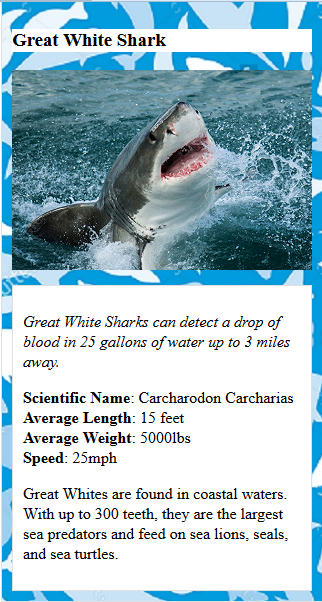 Great White Shark
Great White Sharks can detect a drop of
blood in 25 gallons of water up to 3 miles
away.
Scientific Name: Carcharodon Carcharias
Average Length: 15 feet
Average Weight: 5000lbs
Speed: 25mph
Great Whites are found in coastal waters.
With up to 300 teeth, they are the largest
sea predators and feed on sea lions, seals,
and sea turtles.